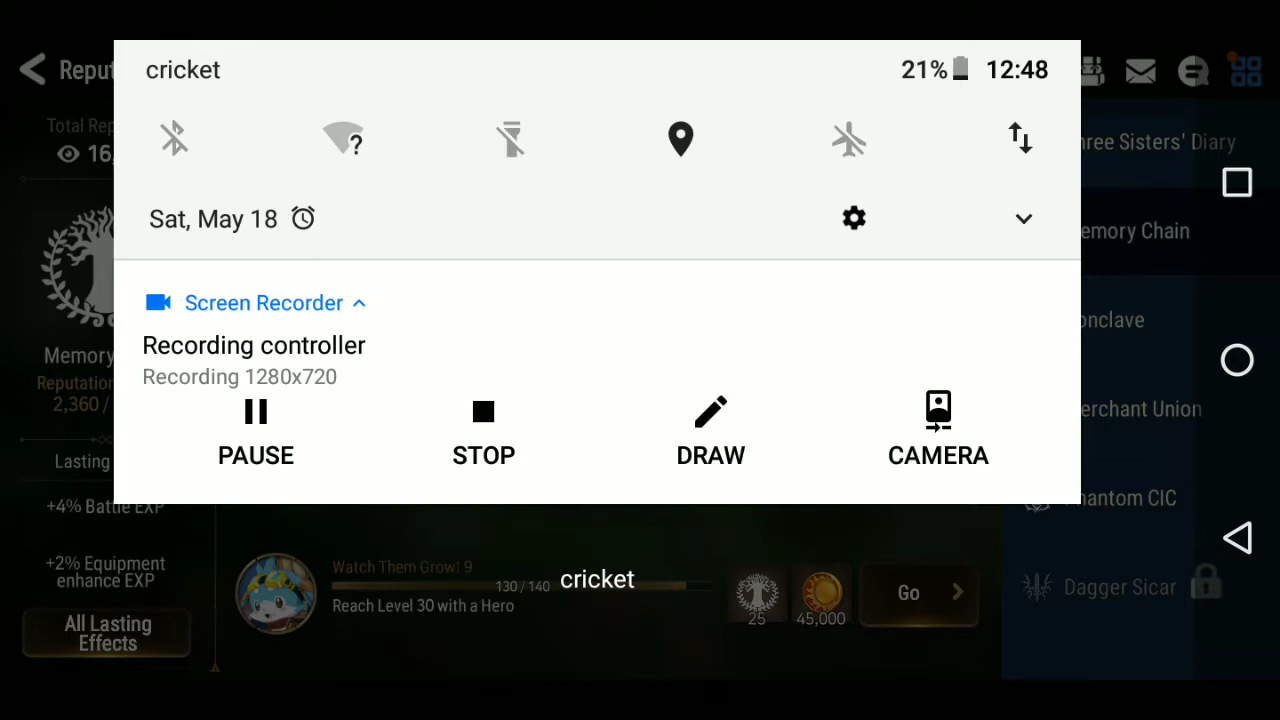 cricket
21%
12:48
Sat, May 18
Screen Recorder
Recording controller
Recording 1280x720
PAUSE
STOP
DRAW
CAMERA
Reput
Total Rep
16,
Memory
Reputation
2,360 /
Lasting
+4% Battle EXP
+2% Equipment
enhance EXP
All Lasting
Effects
Watch Them Grow! 9
130 / 140
Reach Level 30 with a Hero
cricket
25
45,000
Go
hree Sisters' Diary
emory Chain
onclave
erchant Union
hantom CIC
Dagger Sicar